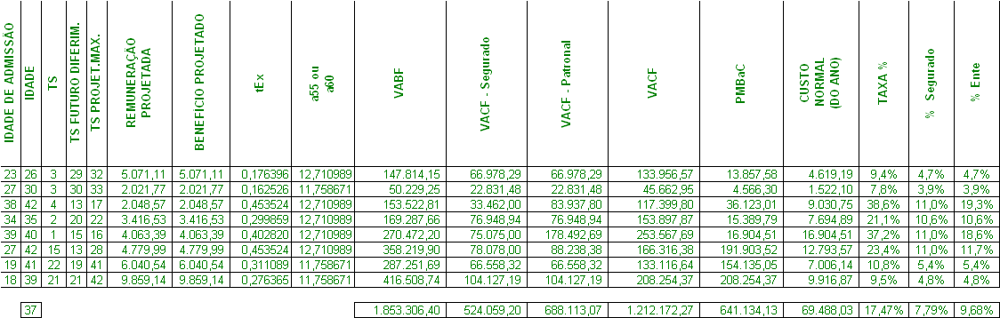 IDADE DE ADMISSÃO IDADE TS TS FUTURO DIFERIM. TS PROJET.MAX. REMUNERAÇÃO PROJETADA BENEFÍCIO PROJETADO tEx a55 ou a60 VABF VACF - Segurado VACF - Patronal VACF PMBaC CUSTO NORMAL (DO ANO) TAXA % % Segurado % Ente
23 26 3 29 32 5.071,11 5.071,11 0,176396 12,710989 147.814,15 66.978,29 66.978,29 133.956,57 13.857,58 4.619,19 9,4% 4,7% 4,7%
27 30 3 30 33 2.021,77 2.021,77 0,162526 11,758671 50.229,25 22.831,48 22.831,48 45.662,95 4.566,30 1.522,10 7,8% 3,9% 3,9%
38 42 4 13 17 2.048,57 2.048,57 0,453524 12,710989 153.522,81 33.462,00 83.937,80 117.399,80 36.123,01 9.030,75 38,6% 11,0% 19,3%
34 35 2 20 22 3.416,53 3.416,53 0,299859 12,710989 169.287,66 76.948,94 76.948,94 153.897,87 15.389,79 7.694,89 21,1% 10,6% 10,6%
39 40 1 15 16 4.063,39 4.063,39 0,402820 12,710989 270.472,20 75.075,00 178.492,69 253.567,69 16.904,51 16.904,51 37,2% 11,0% 18,6%
27 42 15 13 28 4.779,99 4.779,99 0,453524 12,710989 358.219,90 78.078,00 88.238,38 166.316,38 191.903,52 12.793,57 23,4% 11,0% 11,7%
19 41 22 19 41 6.040,54 6.040,54 0,311089 11,758671 287.251,69 66.558,32 66.558,32 133.116,64 154.135,05 7.006,14 10,8% 5,4% 5,4%
18 39 21 21 42 9.859,14 9.859,14 0,276365 11,758671 416.508,74 104.127,19 104.127,19 208.254,37 208.254,37 9.916,87 9,5% 4,8% 4,8%
37 1.853.306,40 524.059,20 688.113,07 1.212.172,27 641.134,13 69.488,03 17,47% 7,79% 9,68%